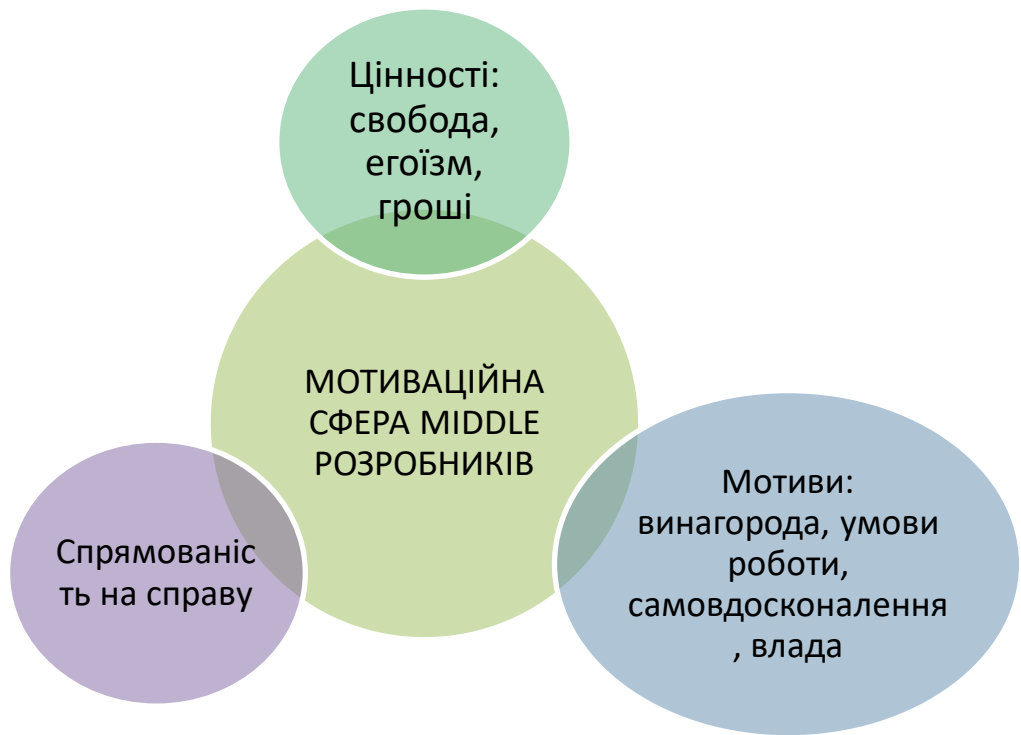 Цінності:
свобода,
егоїзм,
гроші
МОТИВАЦІЙНА
СФЕРА MIDDLE
РОЗРОБНИКІВ
Спрямованіс
ть на справу
Мотиви:
винагорода, умови
роботи,
самовдосконалення
, влада